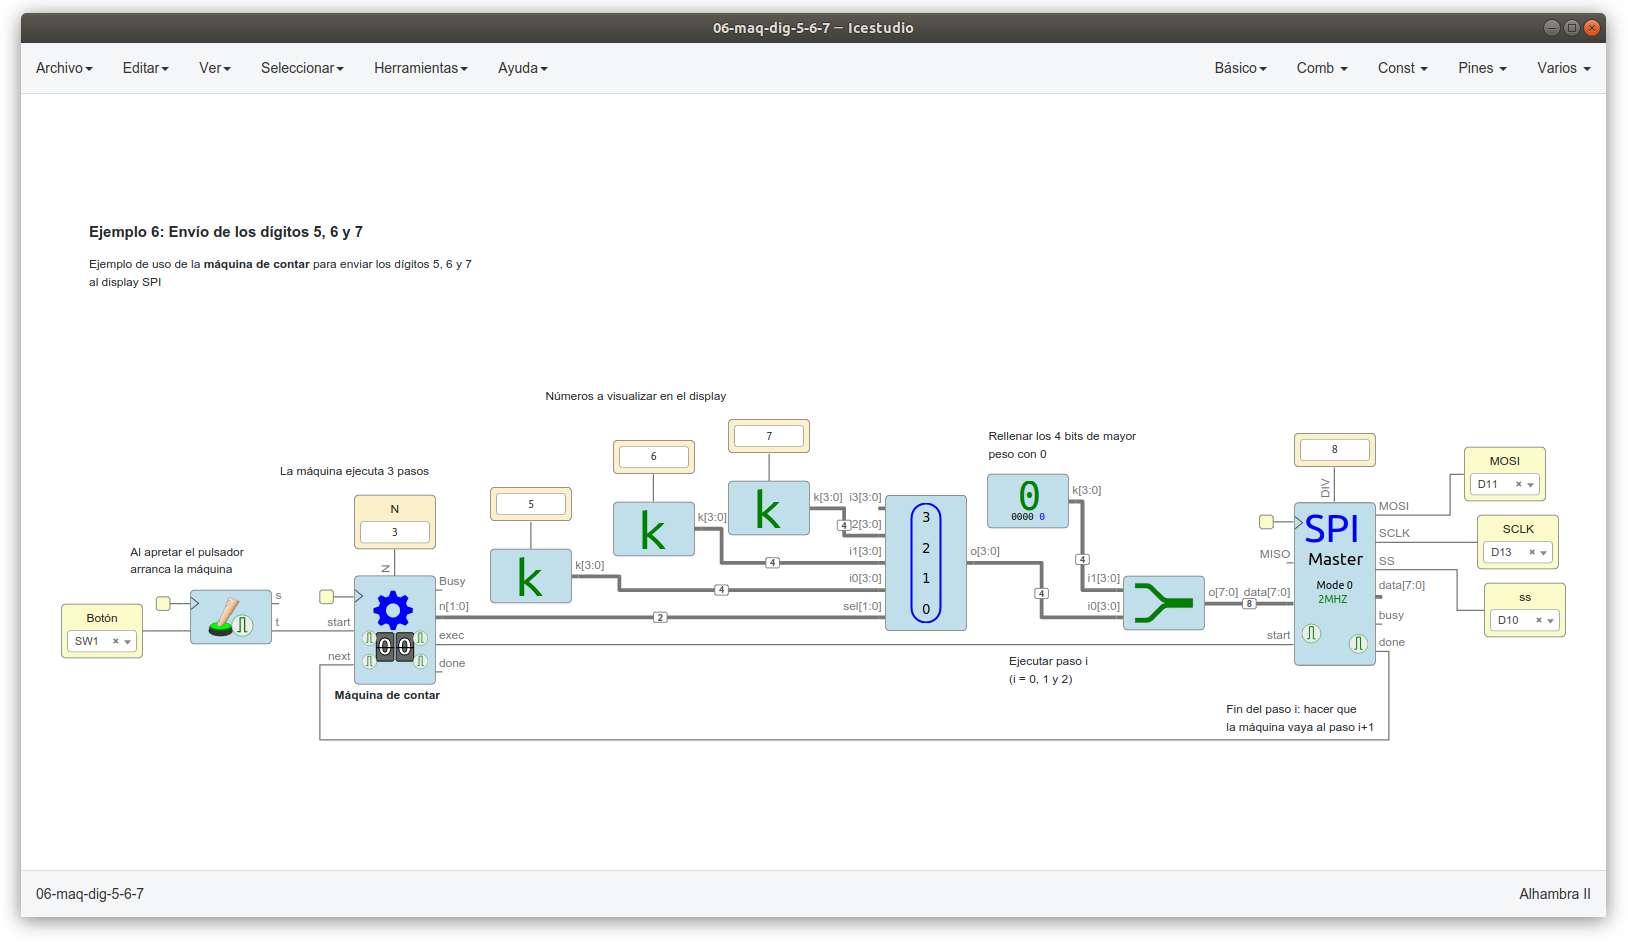 06-maq-dig-5-6-7 — Icestudio
Archivo Editar Ver Seleccionar Herramientas Ayuda Básico Comb Const Pines Varios
Ejemplo 6: Envío de los dígitos 5, 6 y 7
Ejemplo de uso de la máquina de contar para enviar los dígitos 5, 6 y 7
al display SPI
Números a visualizar en el display
La máquina ejecuta 3 pasos
Rellenar los 4 bits de mayor
peso con 0
Al apretar el pulsador
arranca la máquina
Botón
SW1
s
t
N
3
N
start
next
Busy
n[1:0]
exec
done
00
Máquina de contar
5
k
k[3:0]
6
k
k[3:0]
7
k
k[3:0]
4
4
4
2
i3[3:0]
2[3:0]
i1[3:0]
i0[3:0]
sel[1:0]
3
2
1
0
o[3:0]
0
0000 0
k[3:0]
4
4
i1[3:0]
i0[3:0]
o[7:0]
8
data[7:0]
8
DIV
MISO
start
SPI
Master
Mode 0
2MHZ
MOSI
SCLK
SS
data[7:0]
busy
done
MOSI
D11
SCLK
D13
ss
D10
Ejecutar paso i
(i = 0, 1 y 2)
Fin del paso i: hacer que
la máquina vaya al paso i+1
06-maq-dig-5-6-7
Alhambra II